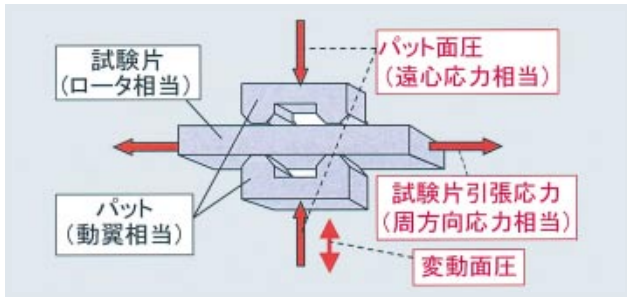 試験片
(ロータ相当)
パット面圧
(遠心応力相当)
パット
(動翼相当)
試験片引張応力
(周方向応力相当)
変動面圧